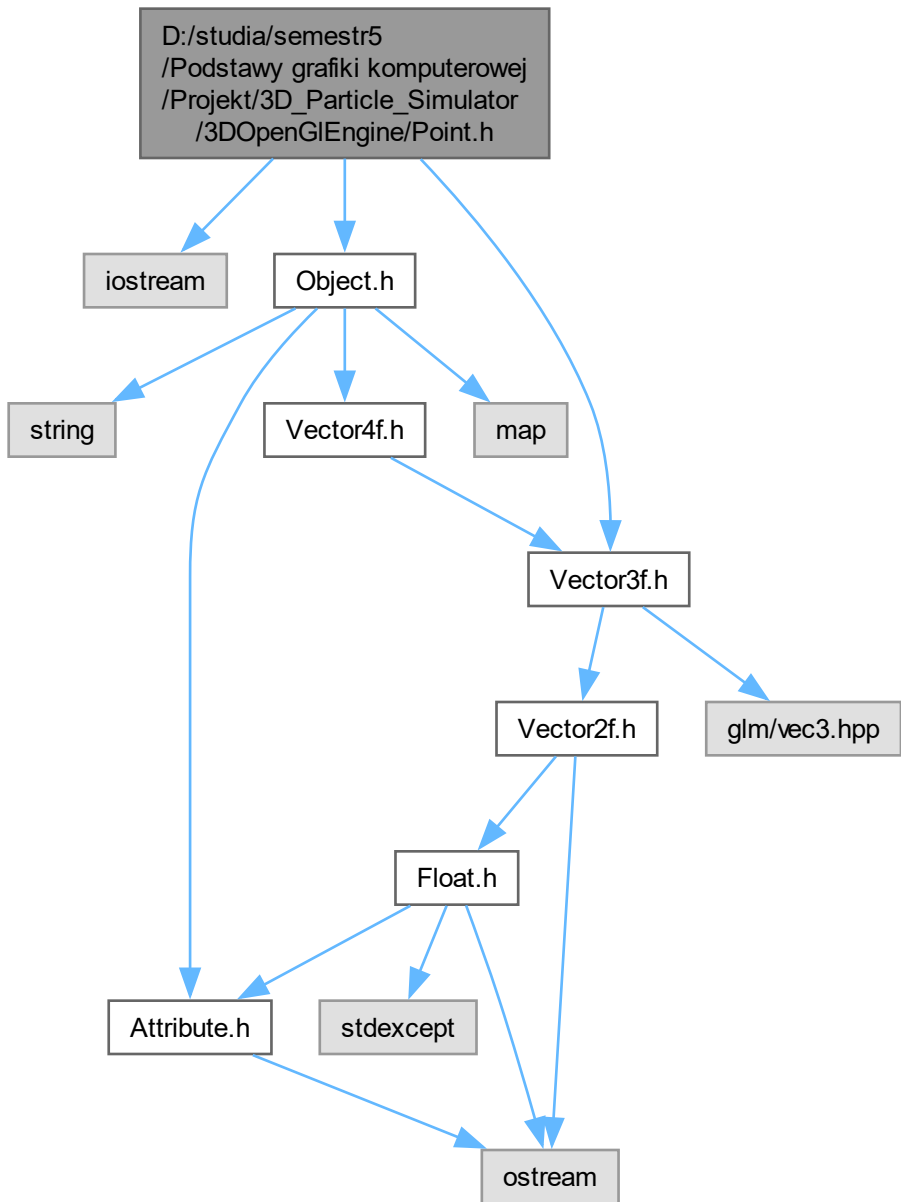 D:/studia/semestr5
/Podstawy grafiki komputerowej
/Projekt/3D_Particle_Simulator
/3DOpenGlEngine/Point.h
iostream
Object.h
string
Vector4f.h
map
Vector3f.h
Vector2f.h
glm/vec3.hpp
Float.h
Attribute.h
stdexcept
ostream